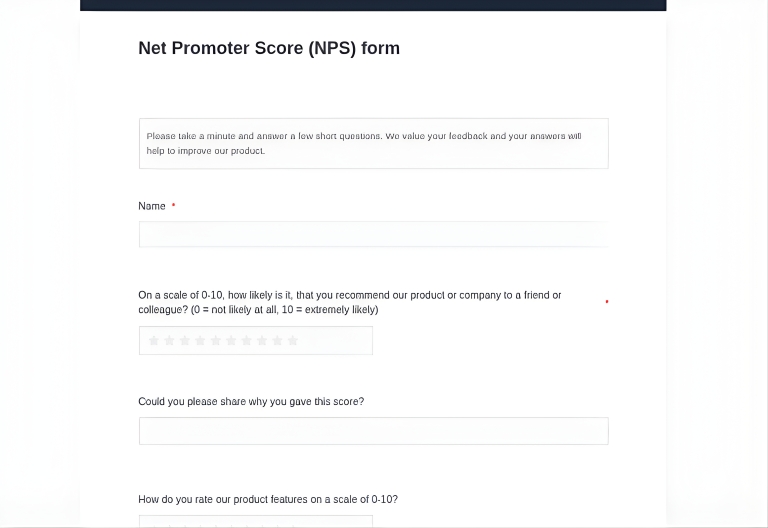 Net Promoter Score (NPS) form
Please take a minute and answer a few short questions. We value your feedback and your answers will
help to improve our product.
Name *
On a scale of 0-10, how likely is it, that you recommend our product or company to a friend or
colleague? (0 = not likely at all, 10 = extremely likely) *
Could you please share why you gave this score?
How do you rate our product features on a scale of 0-10?